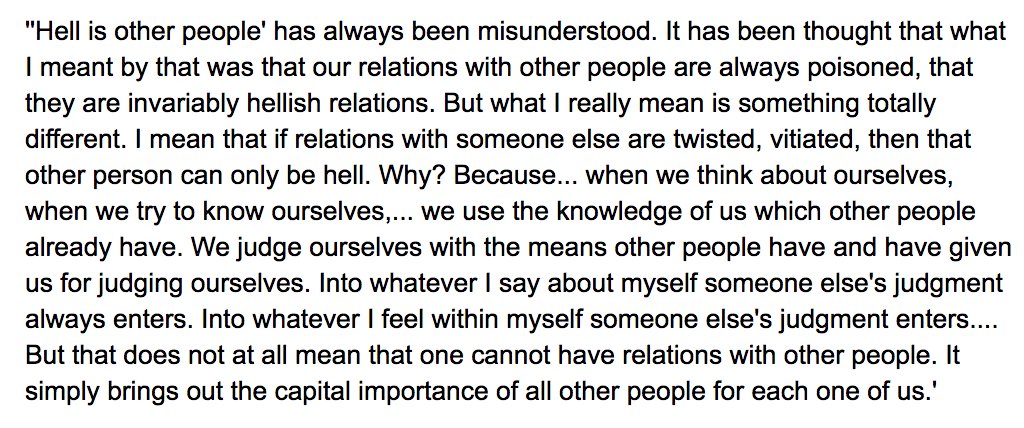 "Hell is other people' has always been misunderstood. It has been thought that what
I meant by that was that our relations with other people are always poisoned, that
they are invariably hellish relations. But what I really mean is something totally
different. I mean that if relations with someone else are twisted, vitiated, then that
other person can only be hell. Why? Because... when we think about ourselves,
when we try to know ourselves,... we use the knowledge of us which other people
already have. We judge ourselves with the means other people have and have given
us for judging ourselves. Into whatever I say about myself someone else's judgment
always enters. Into whatever I feel within myself someone else's judgment enters....
But that does not at all mean that one cannot have relations with other people. It
simply brings out the capital importance of all other people for each one of us.'